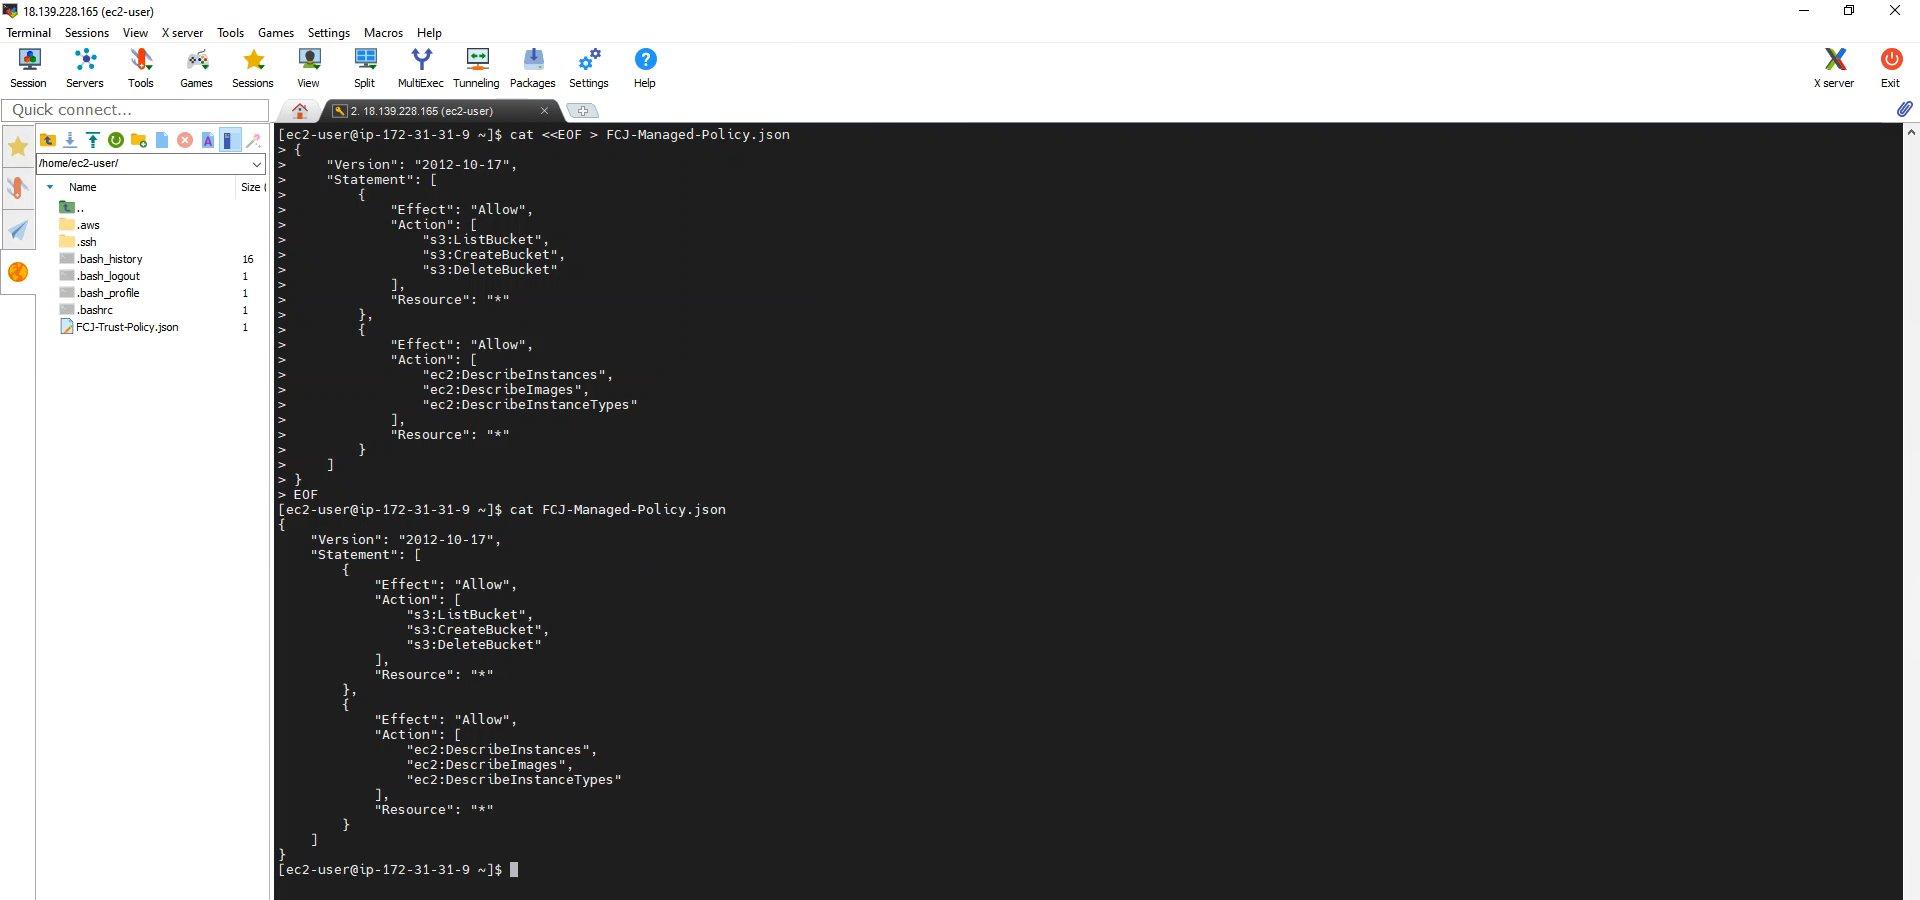 18.139.228.165 (ec2-user)
Terminal Sessions View X server Tools Games Settings Macros Help
Session Servers Tools Games Sessions View Split MultiExec Tunneling Packages Settings Help X server Exit
Quick connect...
2. 18.139.228.165 (ec2-user)
/home/ec2-user/
Name Size (
..
.aws
.ssh
.bash_history 16
.bash_logout 1
.bash_profile 1
.bashrc 1
FCJ-Trust-Policy.json 1
[ec2-user@ip-172-31-31-9 ~]$ cat <<EOF > FCJ-Managed-Policy.json
> {
>     "Version": "2012-10-17",
>     "Statement": [
>         {
>             "Effect": "Allow",
>             "Action": [
>                 "s3:ListBucket",
>                 "s3:CreateBucket",
>                 "s3:DeleteBucket"
>             ],
>             "Resource": "*"
>         },
>         {
>             "Effect": "Allow",
>             "Action": [
>                 "ec2:DescribeInstances",
>                 "ec2:DescribeImages",
>                 "ec2:DescribeInstanceTypes"
>             ],
>             "Resource": "*"
>         }
>     ]
> }
> EOF
[ec2-user@ip-172-31-31-9 ~]$ cat FCJ-Managed-Policy.json
{
    "Version": "2012-10-17",
    "Statement": [
        {
            "Effect": "Allow",
            "Action": [
                "s3:ListBucket",
                "s3:CreateBucket",
                "s3:DeleteBucket"
            ],
            "Resource": "*"
        },
        {
            "Effect": "Allow",
            "Action": [
                "ec2:DescribeInstances",
                "ec2:DescribeImages",
                "ec2:DescribeInstanceTypes"
            ],
            "Resource": "*"
        }
    ]
}
[ec2-user@ip-172-31-31-9 ~]$